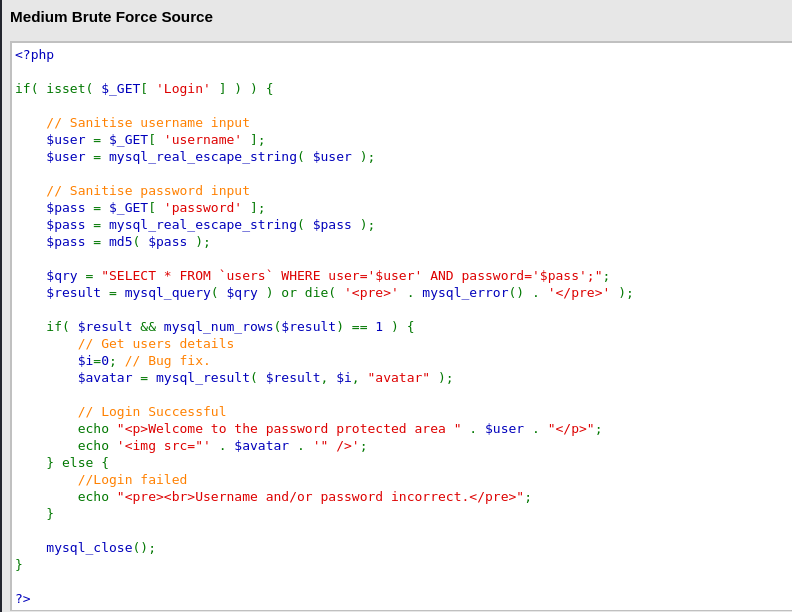 Medium Brute Force Source
<?php
if( isset( $_GET[ 'Login' ] ) ) {
    // Sanitise username input
    $user = $_GET[ 'username' ];
    $user = mysql_real_escape_string( $user );
    // Sanitise password input
    $pass = $_GET[ 'password' ];
    $pass = mysql_real_escape_string( $pass );
    $pass = md5( $pass );
    $qry = "SELECT * FROM `users` WHERE user='$user' AND password='$pass';";
    $result = mysql_query( $qry ) or die( '<pre>' . mysql_error() . '</pre>' );
    if( $result && mysql_num_rows($result) == 1 ) {
        // Get users details
        $i=0; // Bug fix.
        $avatar = mysql_result( $result, $i, "avatar" );
        // Login Successful
        echo "<p>Welcome to the password protected area " . $user . "</p>";
        echo '<img src="' . $avatar . '" />';
    } else {
        //Login failed
        echo "<pre><br>Username and/or password incorrect.</pre>";
    }
    mysql_close();
}
?>